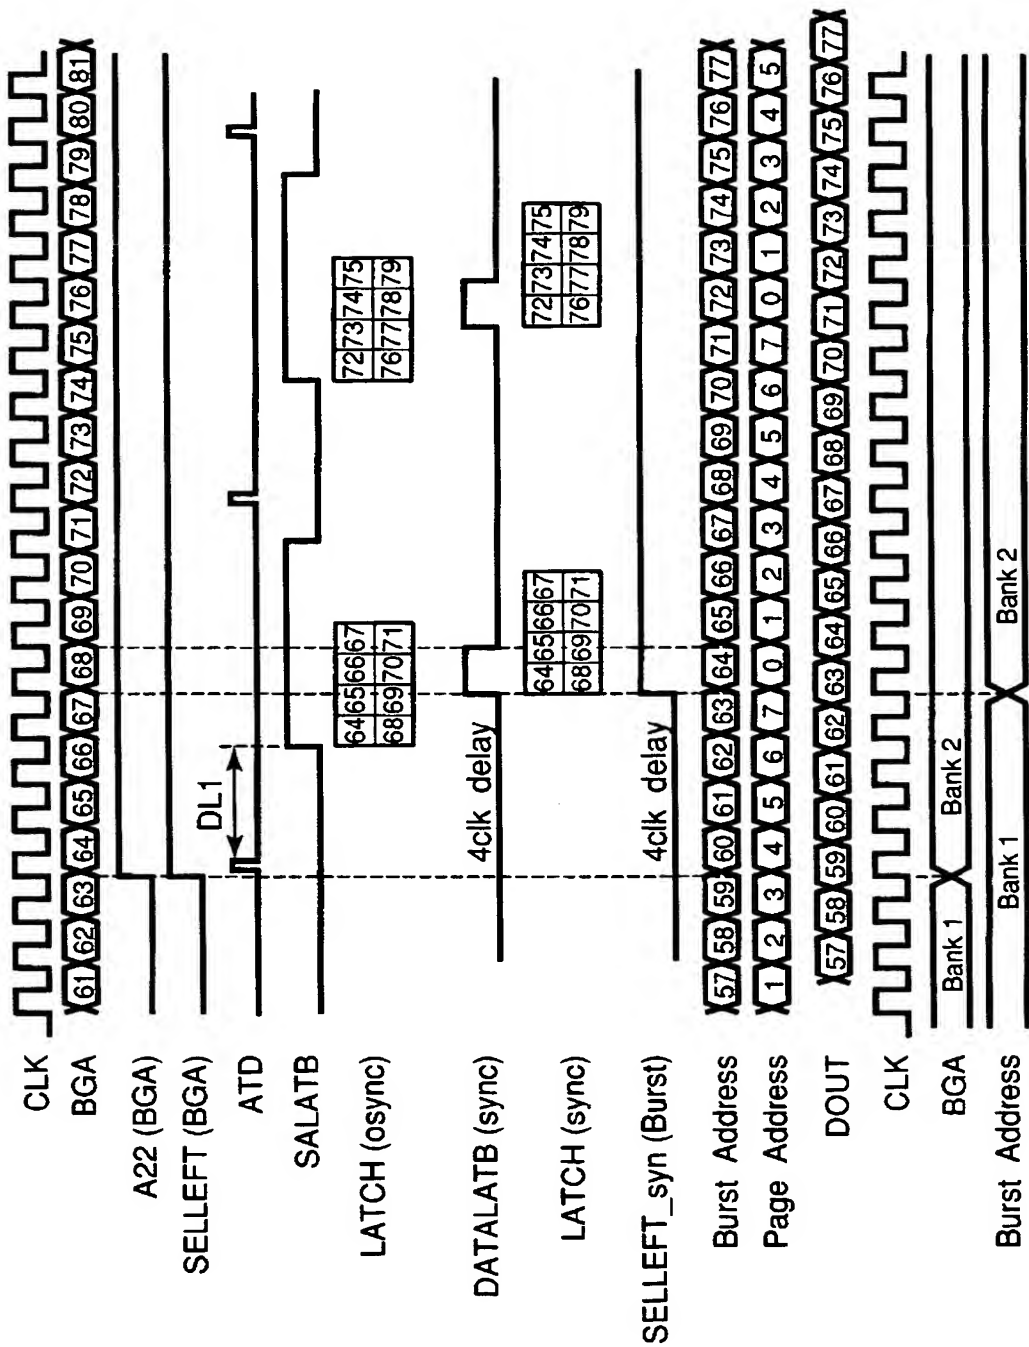 CLK
BGA 61 62 63 64 65 66 67 68 69 70 71 72 73 74 75 76 77 78 79 80 81
A22 (BGA)
SELLEFT (BGA)
ATD DL1
SALATB
LATCH (osync)
64 65 66 67 72 73 74 75
68 69 70 71 76 77 78 79
DATALATB (sync) 4clk delay
LATCH (sync)
64 65 66 67 72 73 74 75
68 69 70 71 76 77 78 79
SELLEFT_syn (Burst) 4clk delay
Burst Address 57 58 59 60 61 62 63 64 65 66 67 68 69 70 71 72 73 74 75 76 77
Page Address 1 2 3 4 5 6 7 0 1 2 3 4 5 6 7 0 1 2 3 4 5
DOUT 57 58 59 60 61 62 63 64 65 66 67 68 69 70 71 72 73 74 75 76 77
CLK
BGA Bank 1 Bank 2
Burst Address Bank 1 Bank 2